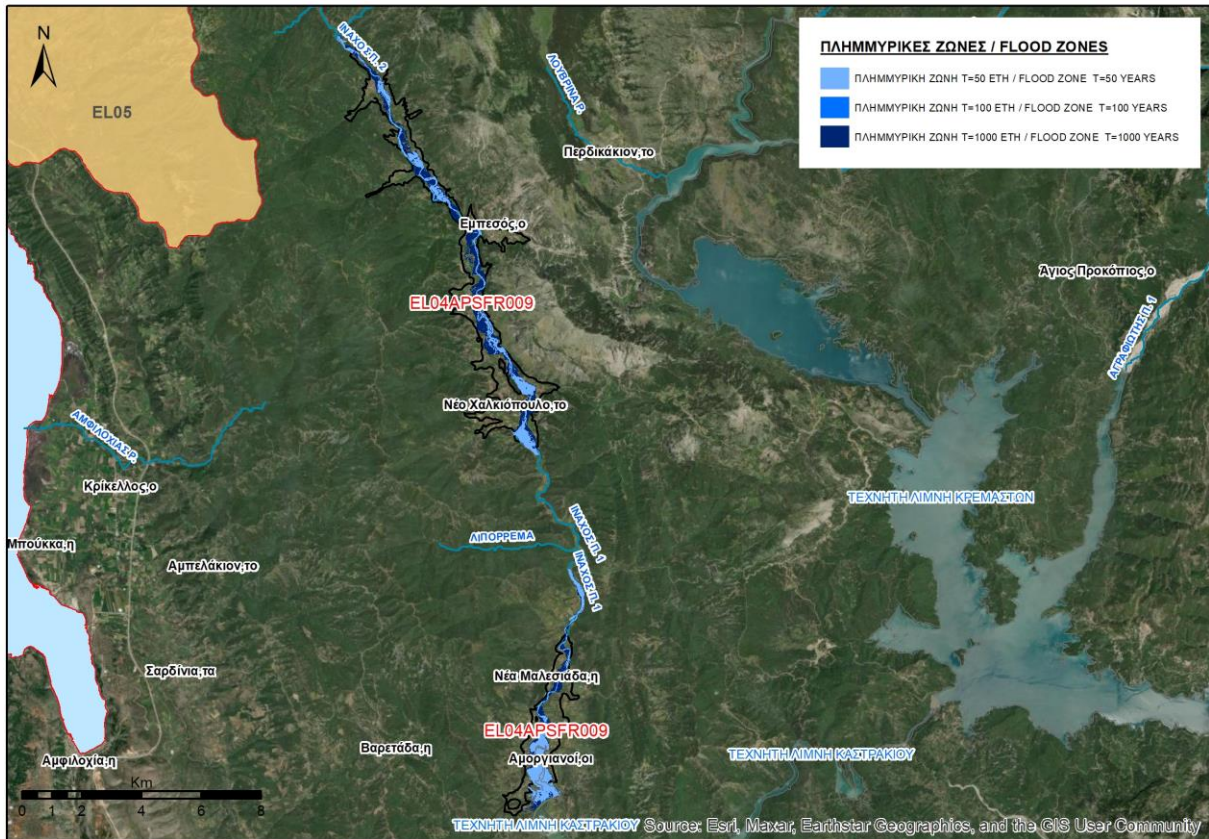 N
EL05
ΠΛΗΜΜΥΡΙΚΕΣ ΖΩΝΕΣ / FLOOD ZONES
ΠΛΗΜΜΥΡΙΚΗ ΖΩΝΗ Τ=50 ΕΤΗ / FLOOD ZONE T=50 YEARS
ΠΛΗΜΜΥΡΙΚΗ ΖΩΝΗ Τ=100 ΕΤΗ / FLOOD ZONE T=100 YEARS
ΠΛΗΜΜΥΡΙΚΗ ΖΩΝΗ Τ=1000 ΕΤΗ / FLOOD ZONE T=1000 YEARS
ΙΝΑΧΟΣ Π. 2
ΛΟΥΒΡΙΝΑ Ρ.
Περδικάκιον,το
Εμπεσός,ο
Άγιος Προκόπιος,ο
EL04APSFR009
ΑΓΡΑΦΙΩΤΗΣ Π. 1
Νέο Χαλκιόπουλο,το
ΑΜΦΙΛΟΧΙΑΣ Ρ.
Κρίκελλος,ο
ΤΕΧΝΗΤΗ ΛΙΜΝΗ ΚΡΕΜΑΣΤΩΝ
ΙΝΑΧΟΣ Π. 1
ΛΙΠΟΡΡΕΜΑ
Μπούκκα,η
Αμπελάκιον,το
ΙΝΑΧΟΣ Π. 1
Σαρδίνια,τα
Νέα Μαλεσιάδα,η
EL04APSFR009
Βαρετάδα,η
Αμοργιανοί,οι
ΤΕΧΝΗΤΗ ΛΙΜΝΗ ΚΑΣΤΡΑΚΙΟΥ
Αμφιλοχία,η
Km
0 2 4 6 8
ΤΕΧΝΗΤΗ ΛΙΜΝΗ ΚΑΣΤΡΑΚΙΟΥ
Source: Esri, Maxar, Earthstar Geographics, and the GIS User Community